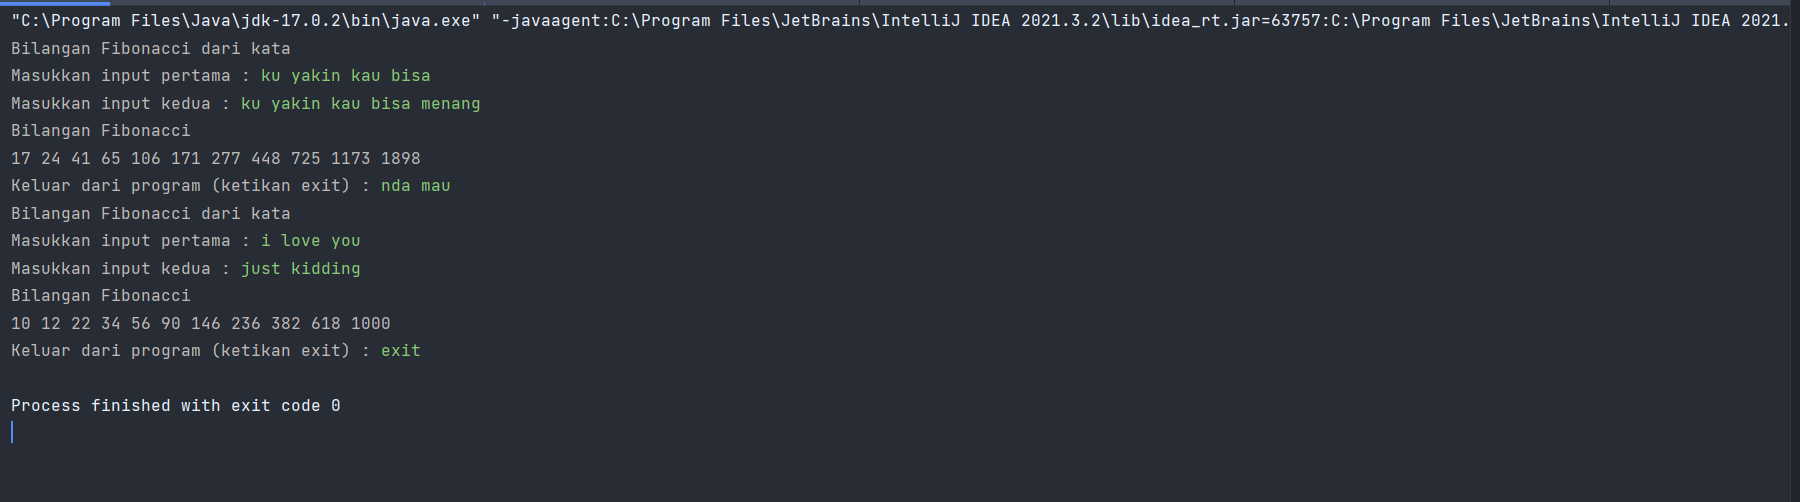 "C:\Program Files\Java\jdk-17.0.2\bin\java.exe" "-javaagent:C:\Program Files\JetBrains\IntelliJ IDEA 2021.3.2\lib\idea_rt.jar=63757:C:\Program Files\JetBrains\IntelliJ IDEA 2021.
Bilangan Fibonacci dari kata
Masukkan input pertama : ku yakin kau bisa
Masukkan input kedua : ku yakin kau bisa menang
Bilangan Fibonacci
17 24 41 65 106 171 277 448 725 1173 1898
Keluar dari program (ketikan exit) : nda mau
Bilangan Fibonacci dari kata
Masukkan input pertama : i love you
Masukkan input kedua : just kidding
Bilangan Fibonacci
10 12 22 34 56 90 146 236 382 618 1000
Keluar dari program (ketikan exit) : exit
Process finished with exit code 0